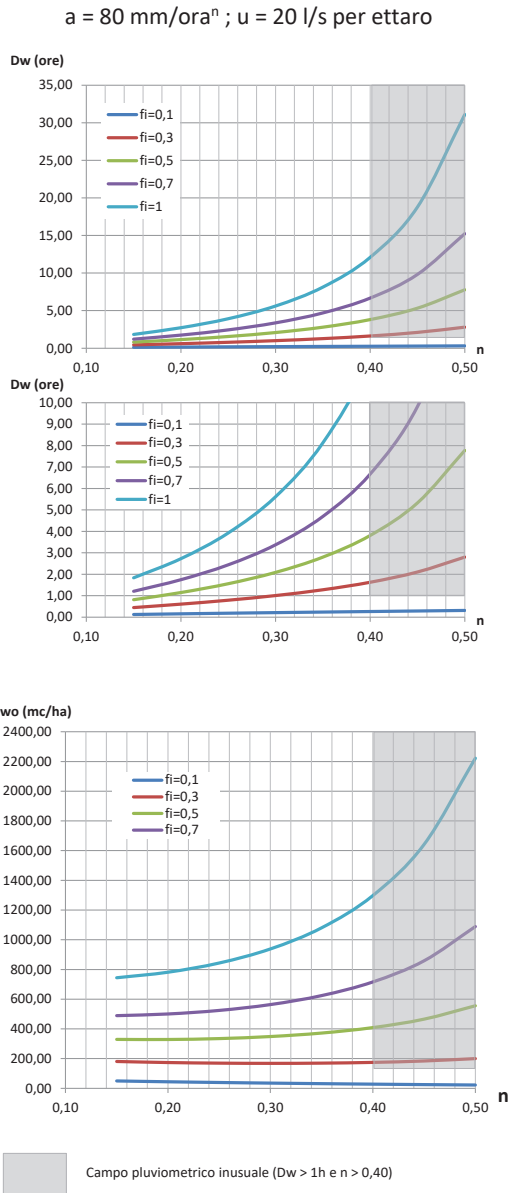 a = 80 mm/oraⁿ ; u = 20 l/s per ettaro
Dw (ore)
35,00
30,00
25,00
20,00
15,00
10,00
5,00
0,00
fi=0,1
fi=0,3
fi=0,5
fi=0,7
fi=1
0,10
0,20
0,30
0,40
0,50
n
Dw (ore)
10,00
9,00
8,00
7,00
6,00
5,00
4,00
3,00
2,00
1,00
0,00
fi=0,1
fi=0,3
fi=0,5
fi=0,7
fi=1
0,10
0,20
0,30
0,40
0,50
n
wo (mc/ha)
2400,00
2200,00
2000,00
1800,00
1600,00
1400,00
1200,00
1000,00
800,00
600,00
400,00
200,00
0,00
fi=0,1
fi=0,3
fi=0,5
fi=0,7
0,10
0,20
0,30
0,40
0,50
n
Campo pluviometrico inusuale (Dw > 1h e n > 0,40)